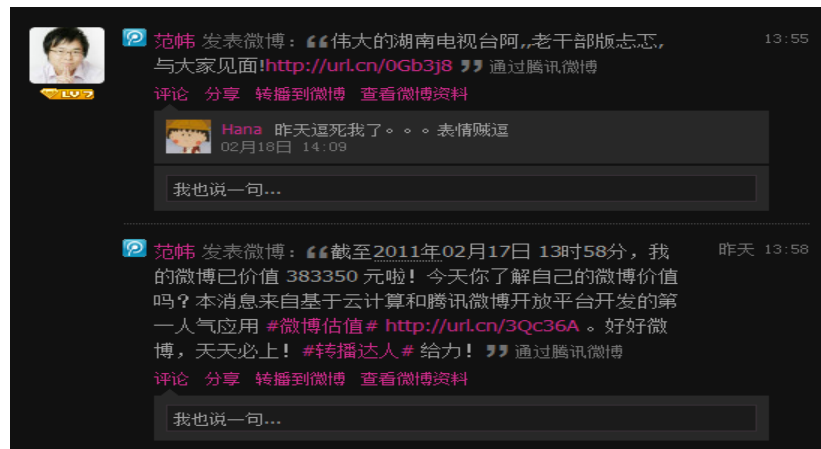 范帏 发表微博：“伟大的湖南电视台阿,,老干部版忐忑, 13:55
与大家见面!http://url.cn/0Gb3j8 ” 通过腾讯微博
评论 分享 转播到微博 查看微博资料
Hana 昨天逗死我了。。。表情贼逗
02月18日 14:09
我也说一句...
范帏 发表微博：“截至2011年02月17日 13时58分，我 昨天 13:58
的微博已价值 383350 元啦！今天你了解自己的微博价值
吗？本消息来自基于云计算和腾讯微博开放平台开发的第
一人气应用 #微博估值# http://url.cn/3Qc36A 。好好微
博，天天必上！#转播达人# 给力！” 通过腾讯微博
评论 分享 转播到微博 查看微博资料
我也说一句...
LV7